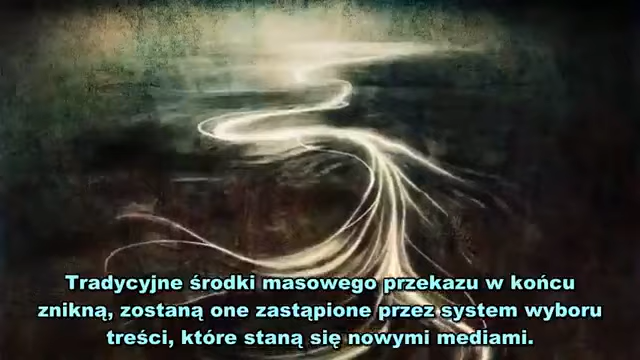 Tradycyjne środki masowego przekazu w końcu
znikną, zostaną one zastąpione przez system wyboru
treści, które staną się nowymi mediami.